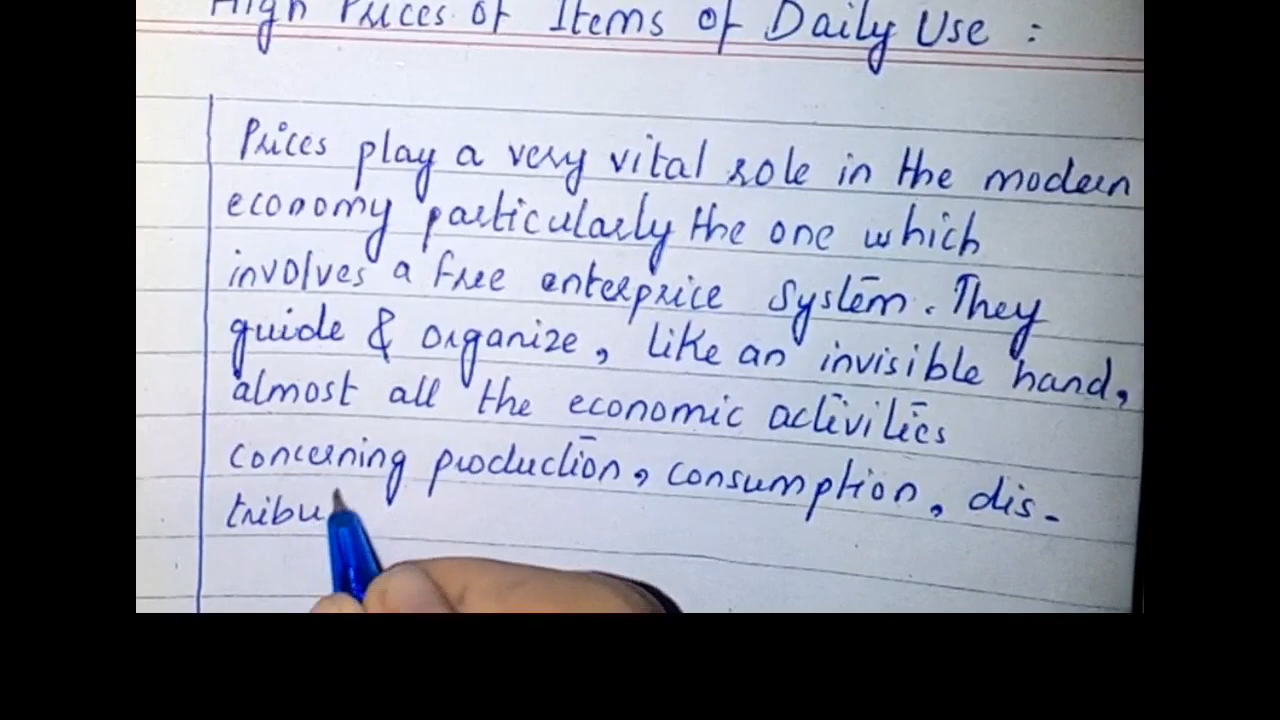 High Prices of Items of Daily Use :
Prices play a very vital role in the modern
economy particularly the one which
involves a free enterprice system. They
guide & organize, like an invisible hand,
almost all the economic activities
concerning production, consumption, dis-
tribu